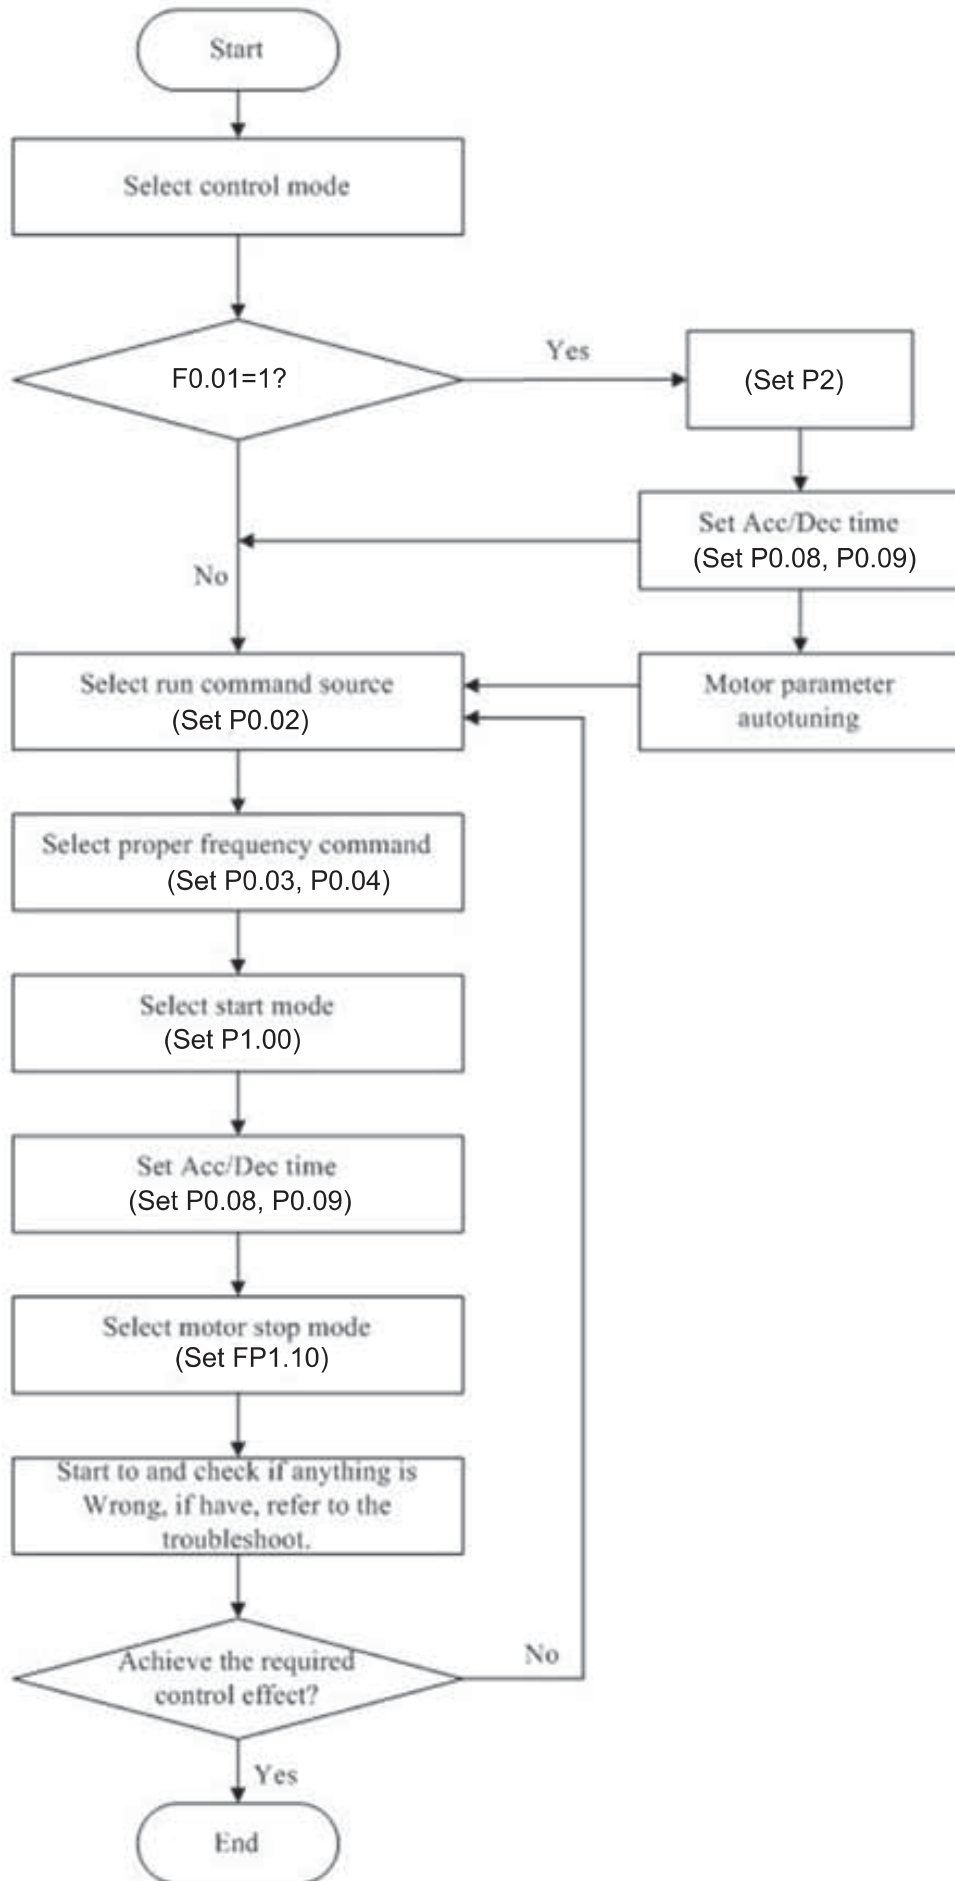 Start
Select control mode
F0.01=1?
Yes
(Set P2)
Set Acc/Dec time
(Set P0.08, P0.09)
No
Select run command source
(Set P0.02)
Motor parameter
autotuning
Select proper frequency command
(Set P0.03, P0.04)
Select start mode
(Set P1.00)
Set Acc/Dec time
(Set P0.08, P0.09)
Select motor stop mode
(Set FP1.10)
Start to and check if anything is
Wrong, if have, refer to the
troubleshoot.
Achieve the required
control effect?
No
Yes
End